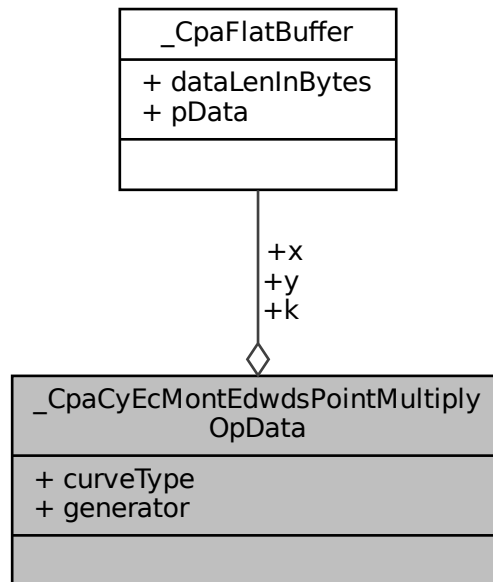 _CpaFlatBuffer
+ dataLenInBytes
+ pData
+x
+y
+k
_CpaCyEcMontEdwdsPointMultiply
OpData
+ curveType
+ generator